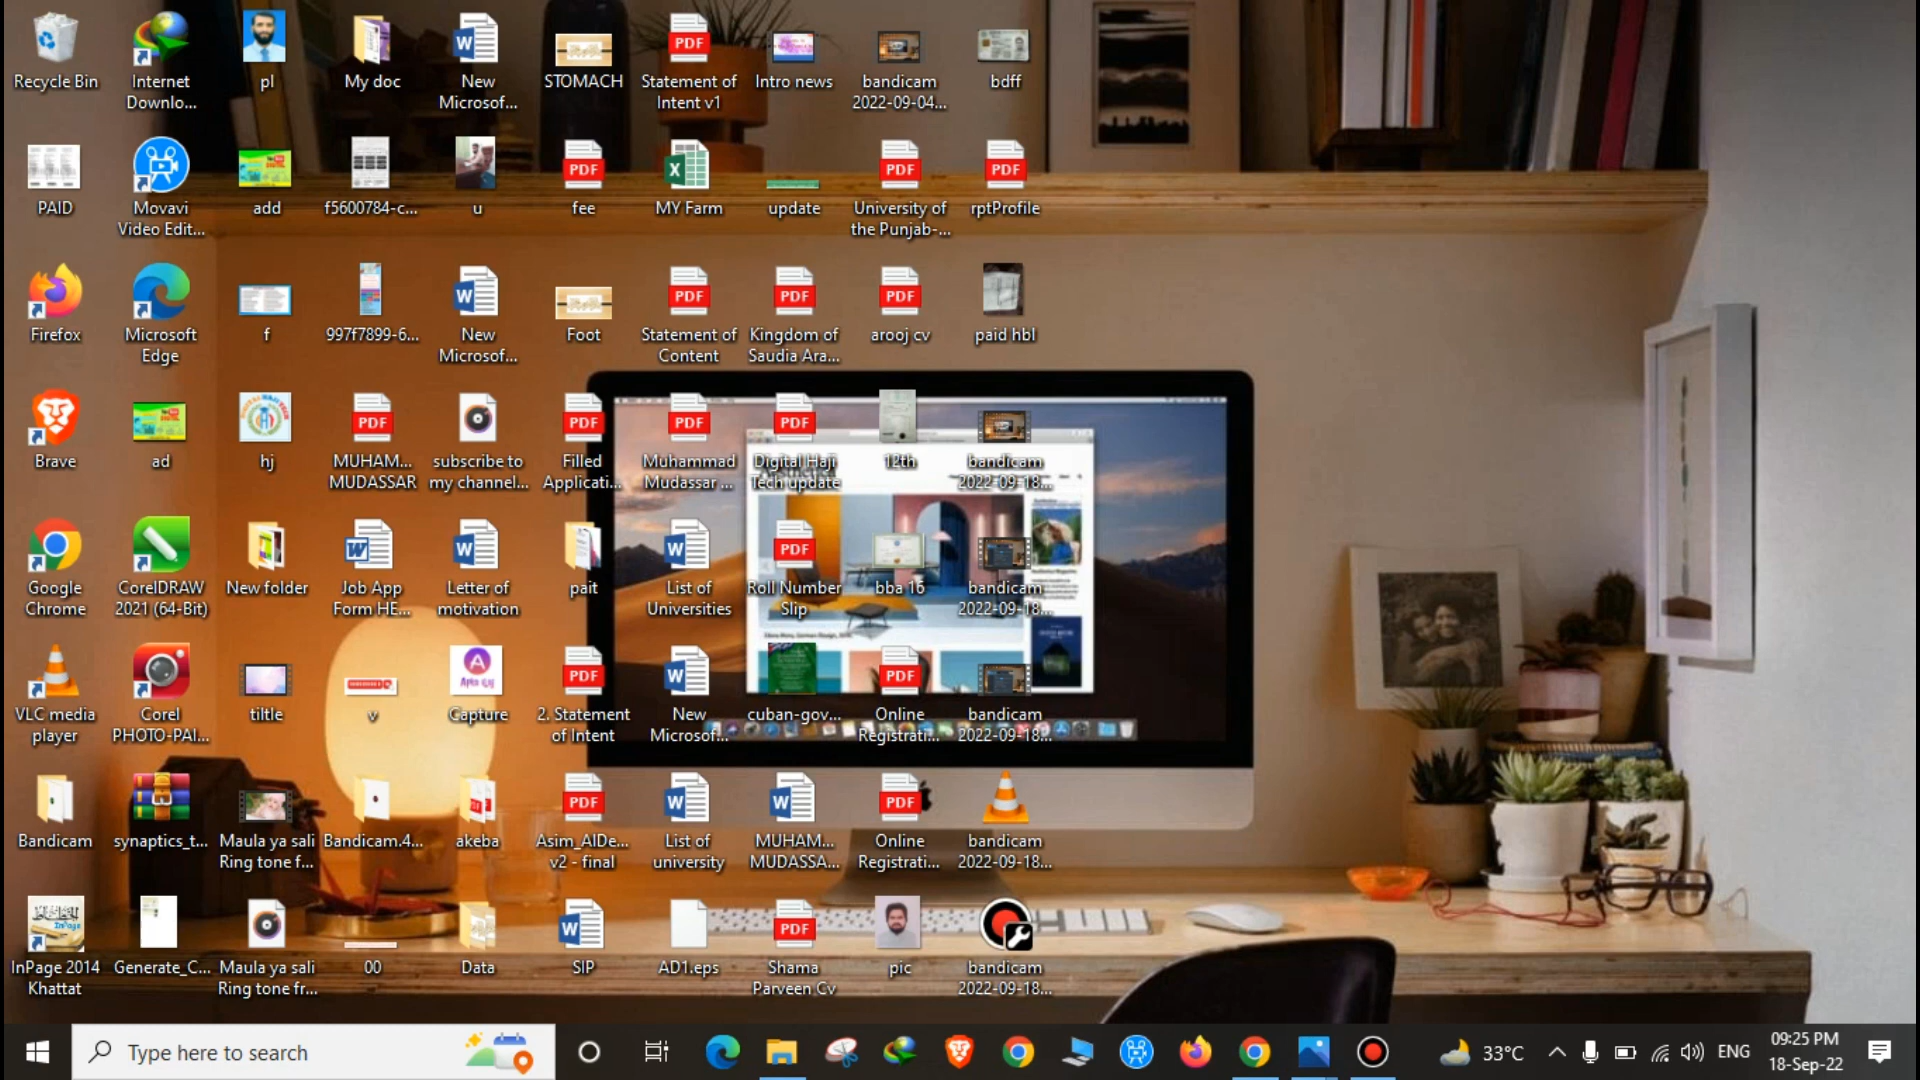 Recycle Bin
Internet
Downlo...
pl
My doc
New
Microsof...
STOMACH
Statement of
Intent v1
Intro news
bandicam
2022-09-04...
bdff
PAID
Movavi
Video Edit...
add
f5600784-c...
u
fee
MY Farm
update
University of
the Punjab-...
rptProfile
Firefox
Microsoft
Edge
f
997f7899-6...
New
Microsof...
Foot
Statement of
Content
Kingdom of
Saudia Ara...
arooj cv
paid hbl
Brave
ad
hj
MUHAM...
MUDASSAR
subscribe to
my channel...
Filled
Applicati...
Muhammad
Mudassar ...
Digital Haji
Tech update
12th
bandicam
2022-09-18...
Google
Chrome
CorelDRAW
2021 (64-Bit)
New folder
Job App
Form HE...
Letter of
motivation
pait
List of
Universities
Roll Number
Slip
bba 16
bandicam
2022-09-18...
VLC media
player
Corel
PHOTO-PAI...
tiltle
v
Capture
2. Statement
of Intent
New
Microsof...
cuban-gov...
Online
Registrati...
bandicam
2022-09-18...
Bandicam
synaptics_t...
Maula ya sali
Ring tone f...
Bandicam.4...
akeba
Asim_AIDe...
v2 - final
List of
university
MUHAM...
MUDASSA...
Online
Registrati...
bandicam
2022-09-18...
InPage 2014
Khattat
Generate_C...
Maula ya sali
Ring tone fr...
00
Data
SIP
AD1.eps
Shama
Parveen Cv
pic
bandicam
2022-09-18...
Type here to search
33°C
ENG
09:25 PM
18-Sep-22